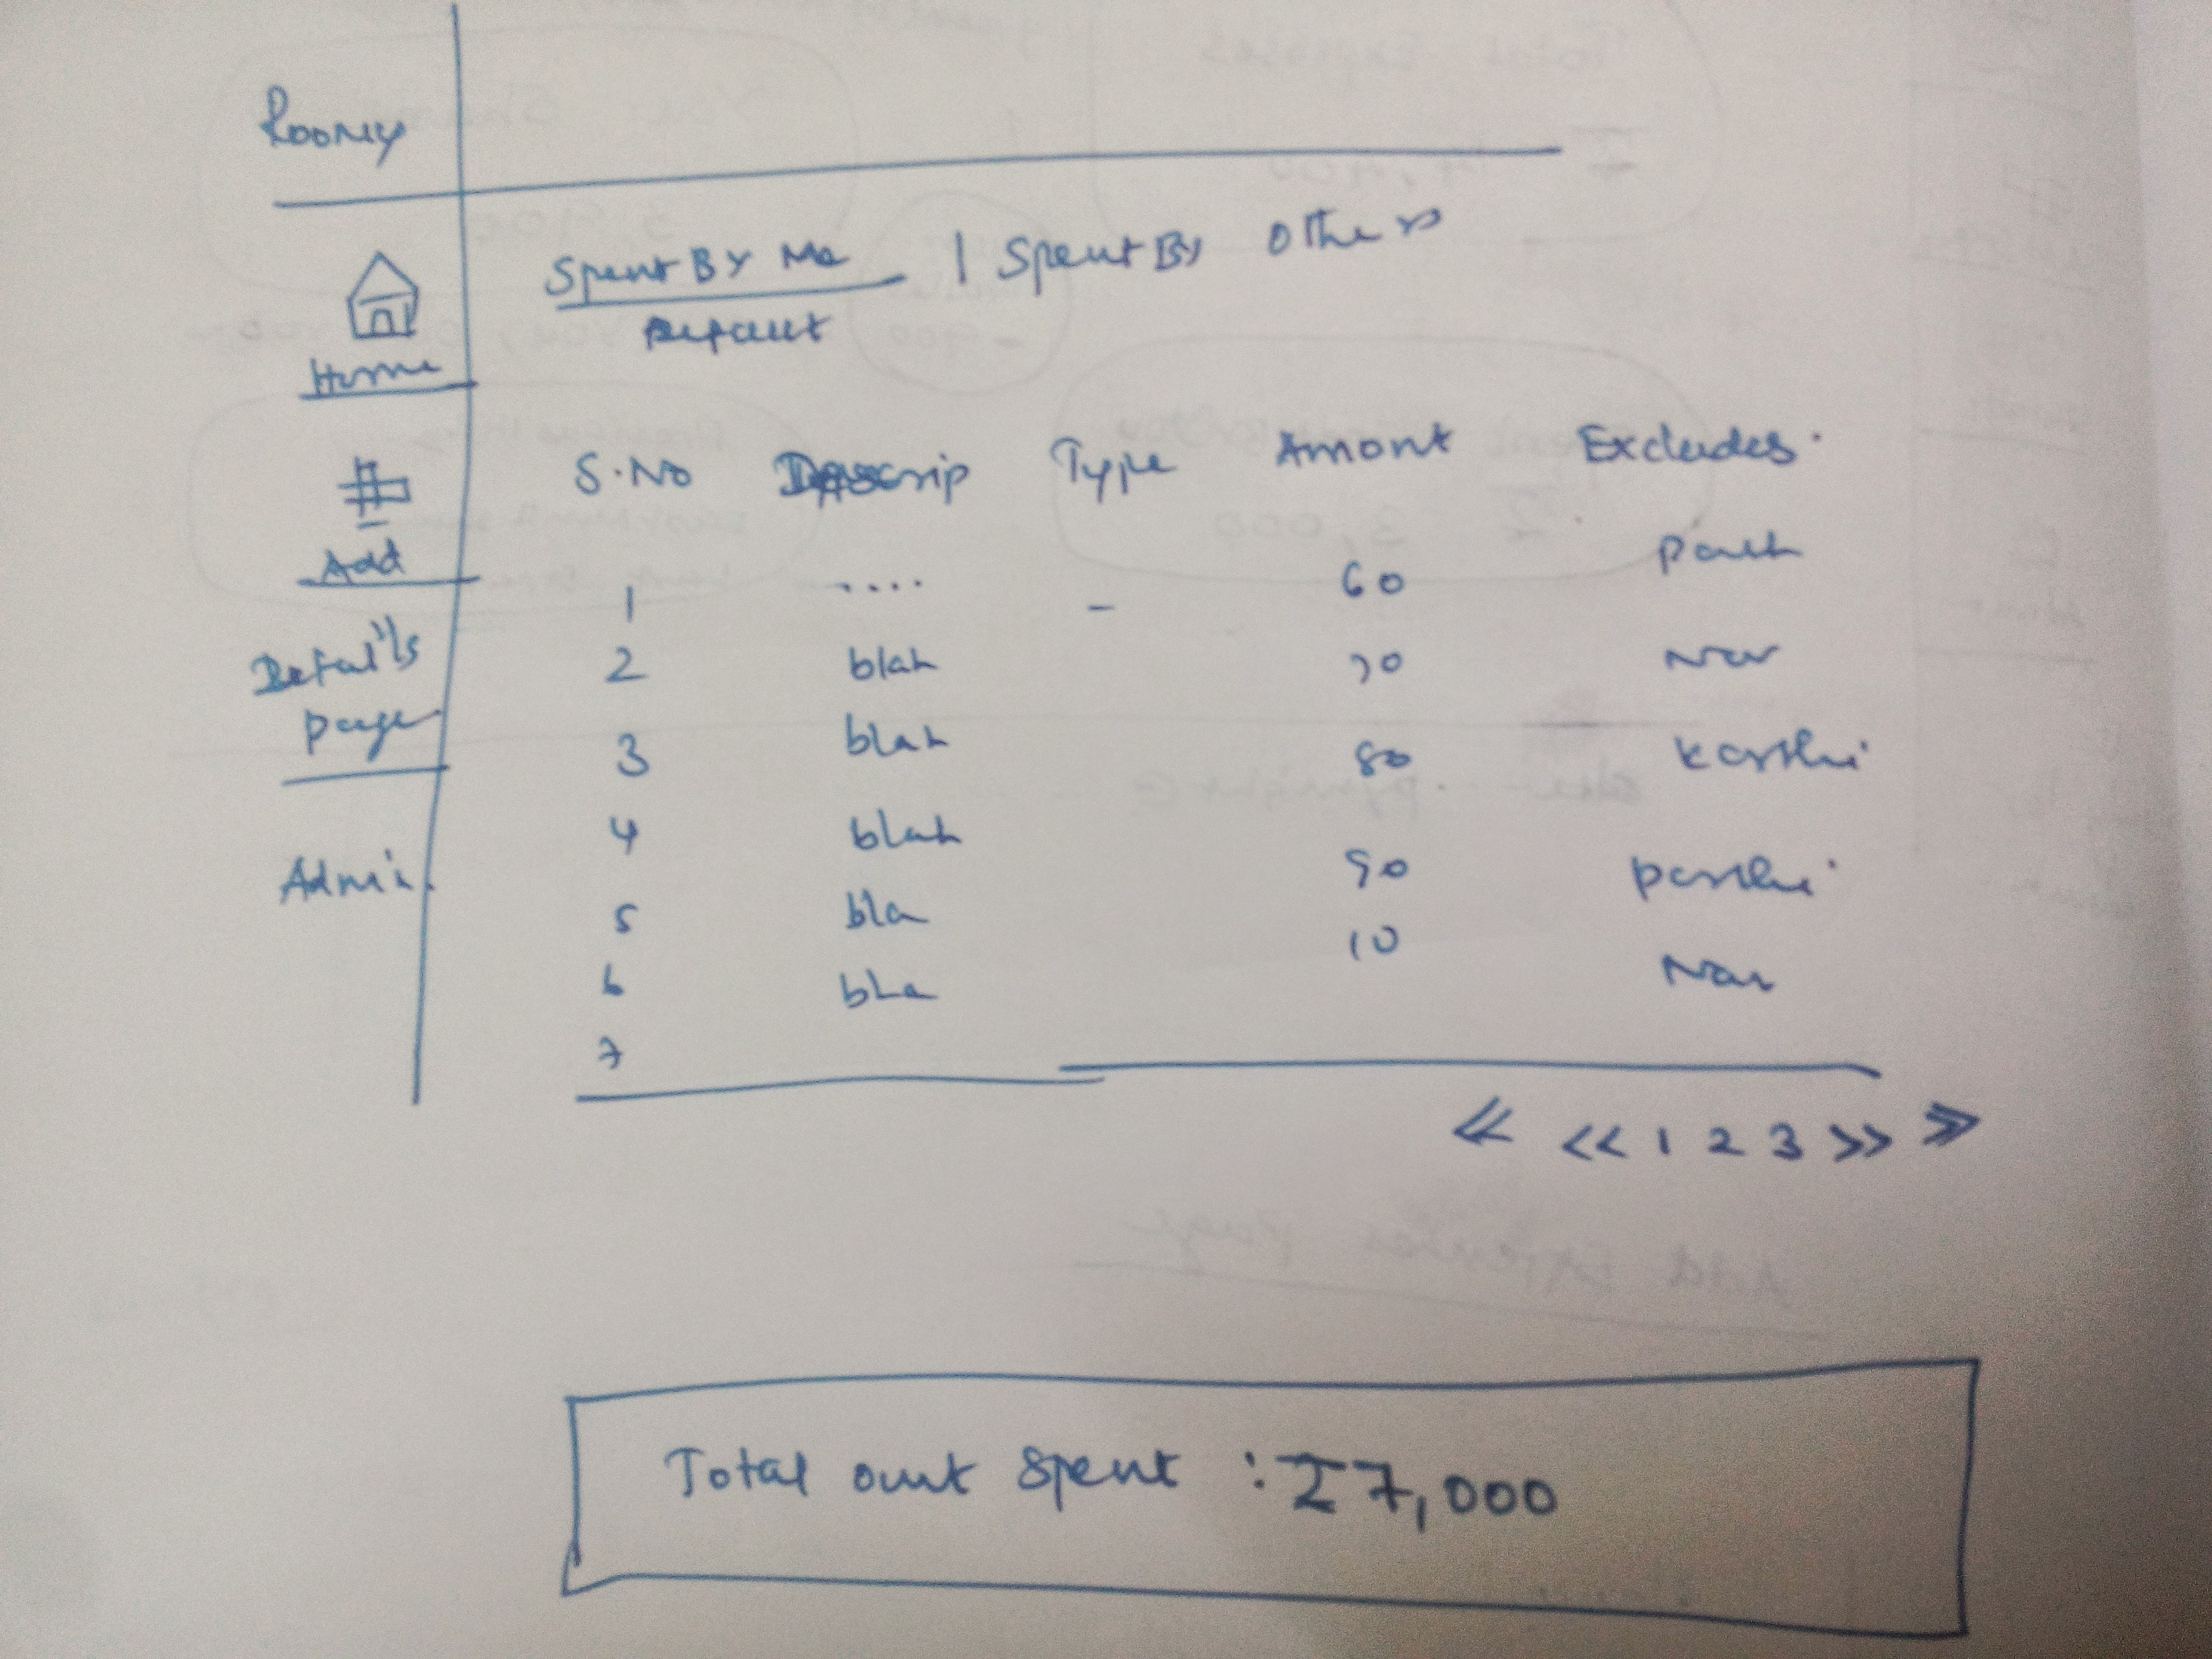 Roomy
Spent By Me | Spent By Others
Default
Home
Add
Detail's
page
Admin
S.No Descrip Type Amont Excludes
1 .... - 60
2 blah 70 Nav
3 blah 80 Karthi
4 blah 90 parthi
5 bla 10 Nav
6 bla
7
<< << 1 2 3 >> >>
Total amt spent : ₹7,000